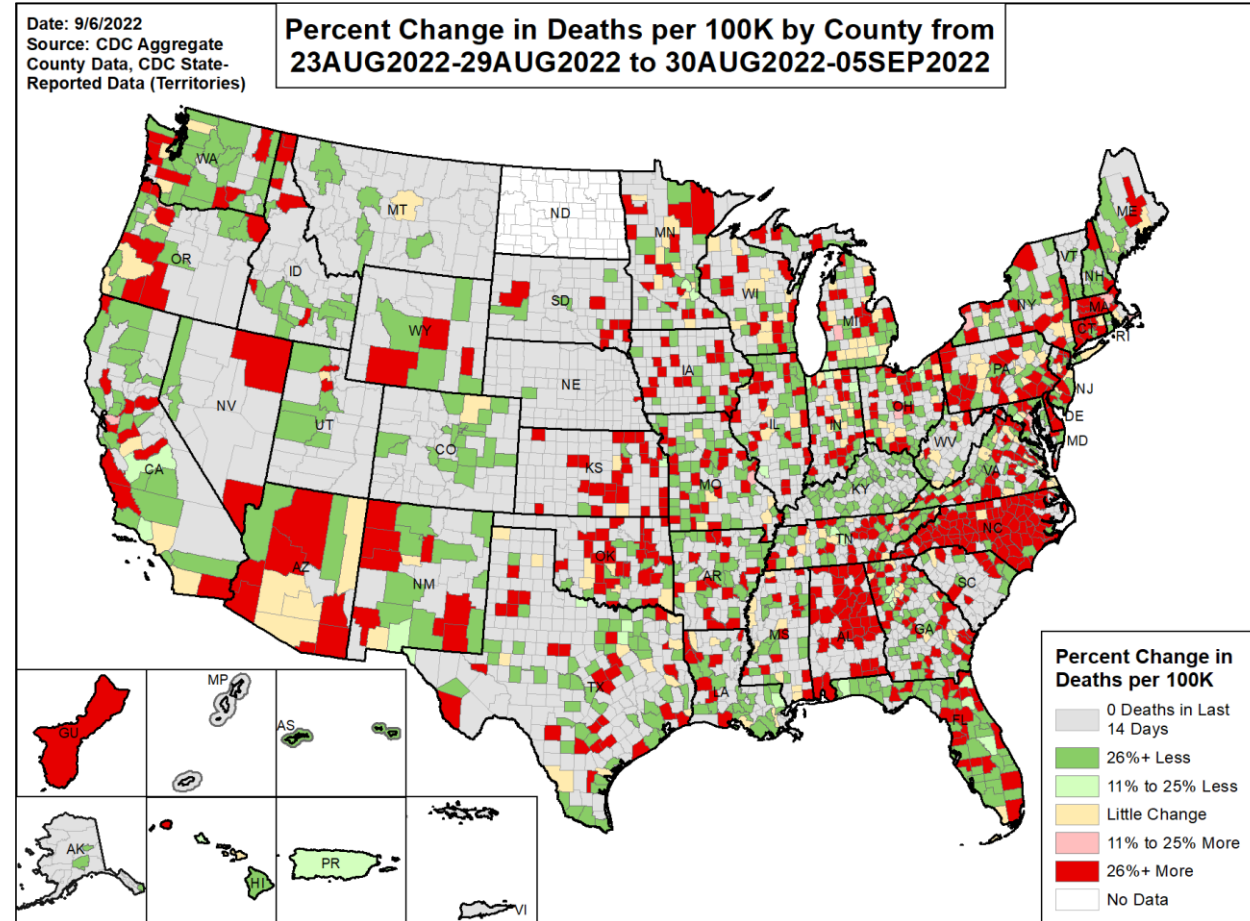 Date: 9/6/2022
Source: CDC Aggregate
County Data, CDC State-
Reported Data (Territories)
Percent Change in Deaths per 100K by County from
23AUG2022-29AUG2022 to 30AUG2022-05SEP2022
WA
MT
ND
MN
ME
OR
ID
SD
WI
MI
VT
NH
NY
MA
CT
RI
WY
NE
IA
PA
NJ
NV
UT
CO
IL
IN
OH
DE
MD
CA
KS
MO
WV
VA
KY
AZ
NM
OK
AR
TN
NC
SC
MS
AL
GA
TX
LA
FL
GU
MP
AS
AK
HI
PR
VI
Percent Change in
Deaths per 100K
0 Deaths in Last
14 Days
26%+ Less
11% to 25% Less
Little Change
11% to 25% More
26%+ More
No Data